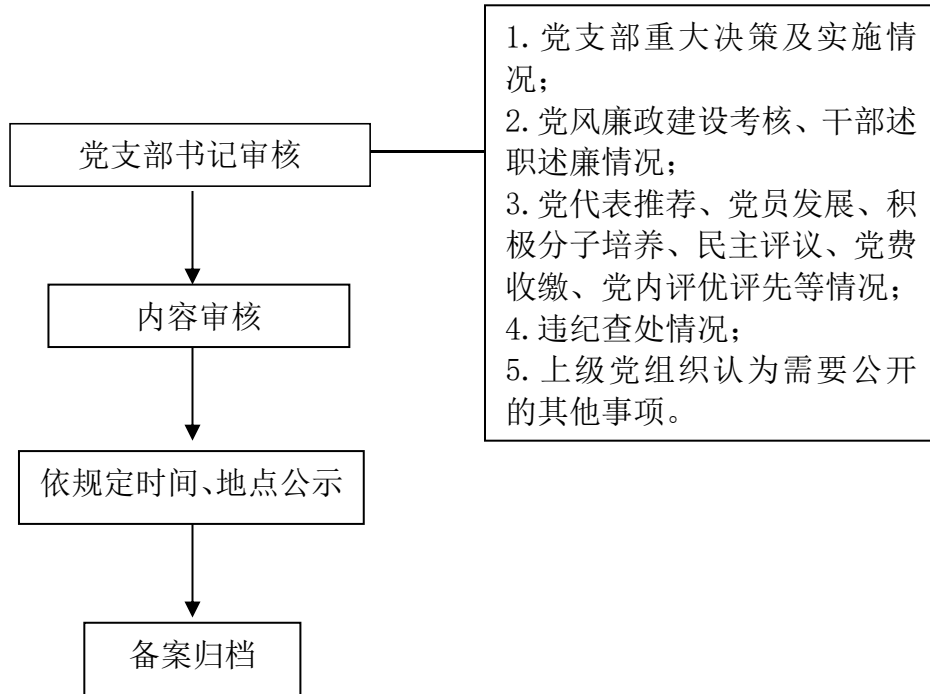 党支部书记审核
内容审核
依规定时间、地点公示
备案归档
1.党支部重大决策及实施情
况；
2.党风廉政建设考核、干部述
职述廉情况；
3.党代表推荐、党员发展、积
极分子培养、民主评议、党费
收缴、党内评优评先等情况；
4.违纪查处情况；
5.上级党组织认为需要公开
的其他事项。